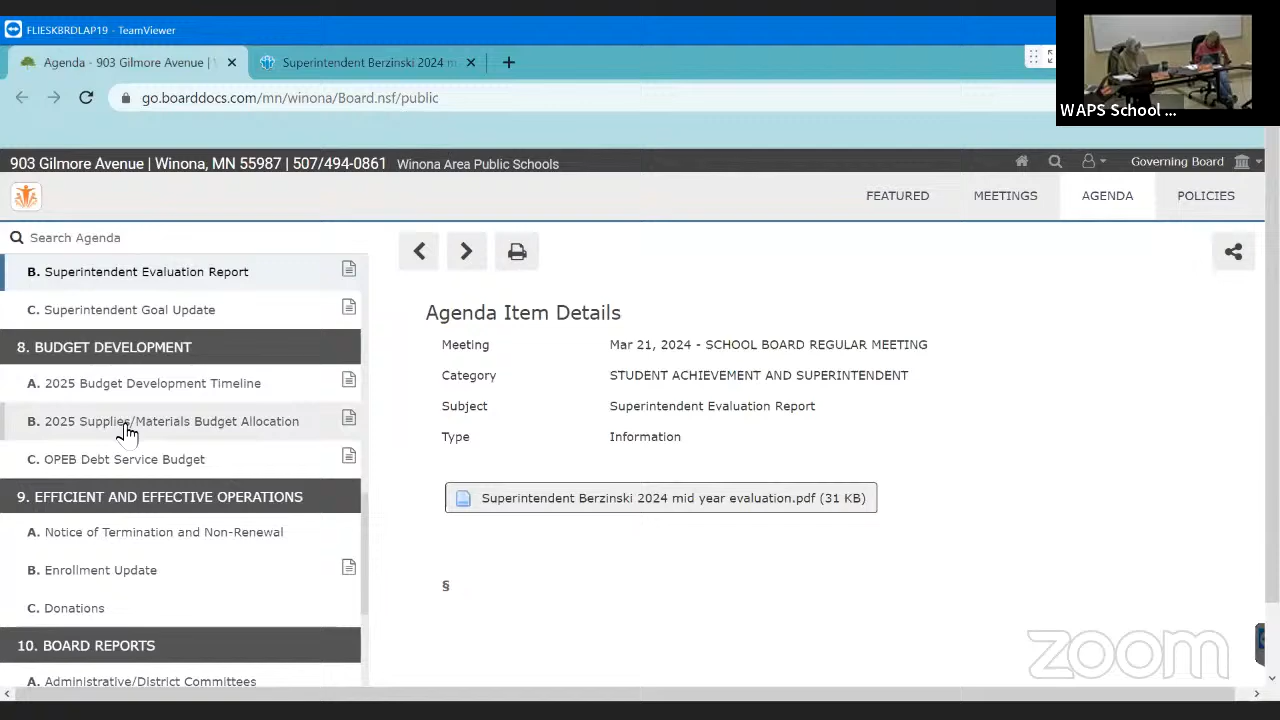 FLIESKBRDLAP19 - TeamViewer
Agenda - 903 Gilmore Avenue |
Superintendent Berzinski 2024 m
go.boarddocs.com/mn/winona/Board.nsf/public
WAPS School ...
903 Gilmore Avenue | Winona, MN 55987 | 507/494-0861 Winona Area Public Schools
Governing Board
FEATURED MEETINGS AGENDA POLICIES
Search Agenda
B. Superintendent Evaluation Report
C. Superintendent Goal Update
8. BUDGET DEVELOPMENT
A. 2025 Budget Development Timeline
B. 2025 Supplies/Materials Budget Allocation
C. OPEB Debt Service Budget
9. EFFICIENT AND EFFECTIVE OPERATIONS
A. Notice of Termination and Non-Renewal
B. Enrollment Update
C. Donations
10. BOARD REPORTS
A. Administrative/District Committees
Agenda Item Details
Meeting Mar 21, 2024 - SCHOOL BOARD REGULAR MEETING
Category STUDENT ACHIEVEMENT AND SUPERINTENDENT
Subject Superintendent Evaluation Report
Type Information
Superintendent Berzinski 2024 mid year evaluation.pdf (31 KB)
§
zoom